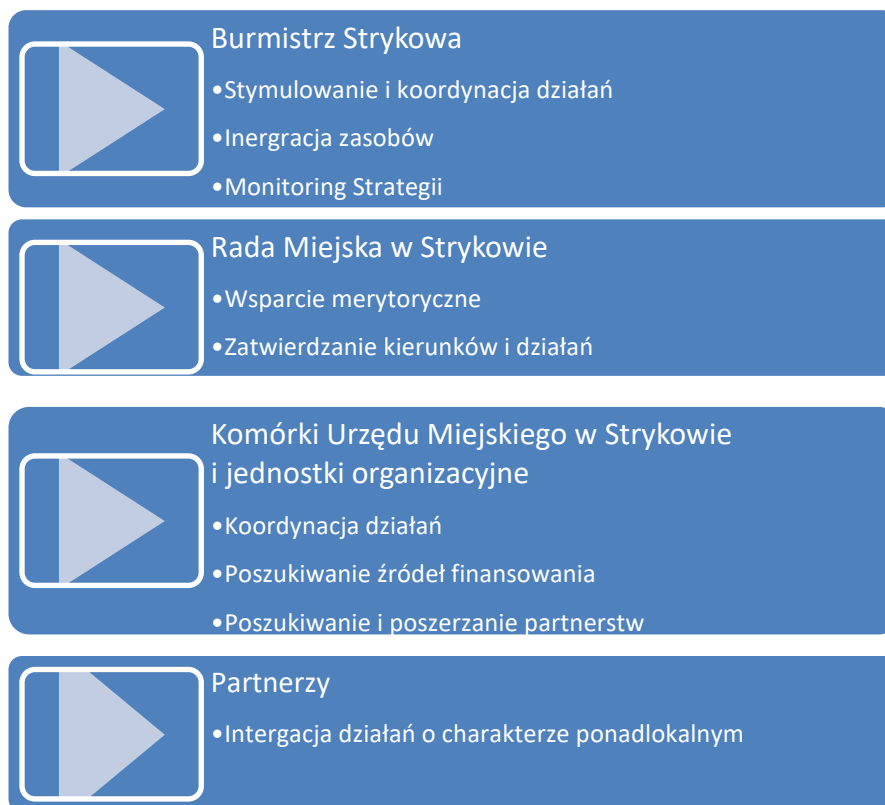 Burmistrz Strykowa
•Stymulowanie i koordynacja działań
•Inergracja zasobów
•Monitoring Strategii
Rada Miejska w Strykowie
•Wsparcie merytoryczne
•Zatwierdzanie kierunków i działań
Komórki Urzędu Miejskiego w Strykowie
i jednostki organizacyjne
•Koordynacja działań
•Poszukiwanie źródeł finansowania
•Poszukiwanie i poszerzanie partnerstw
Partnerzy
•Intergacja działań o charakterze ponadlokalnym